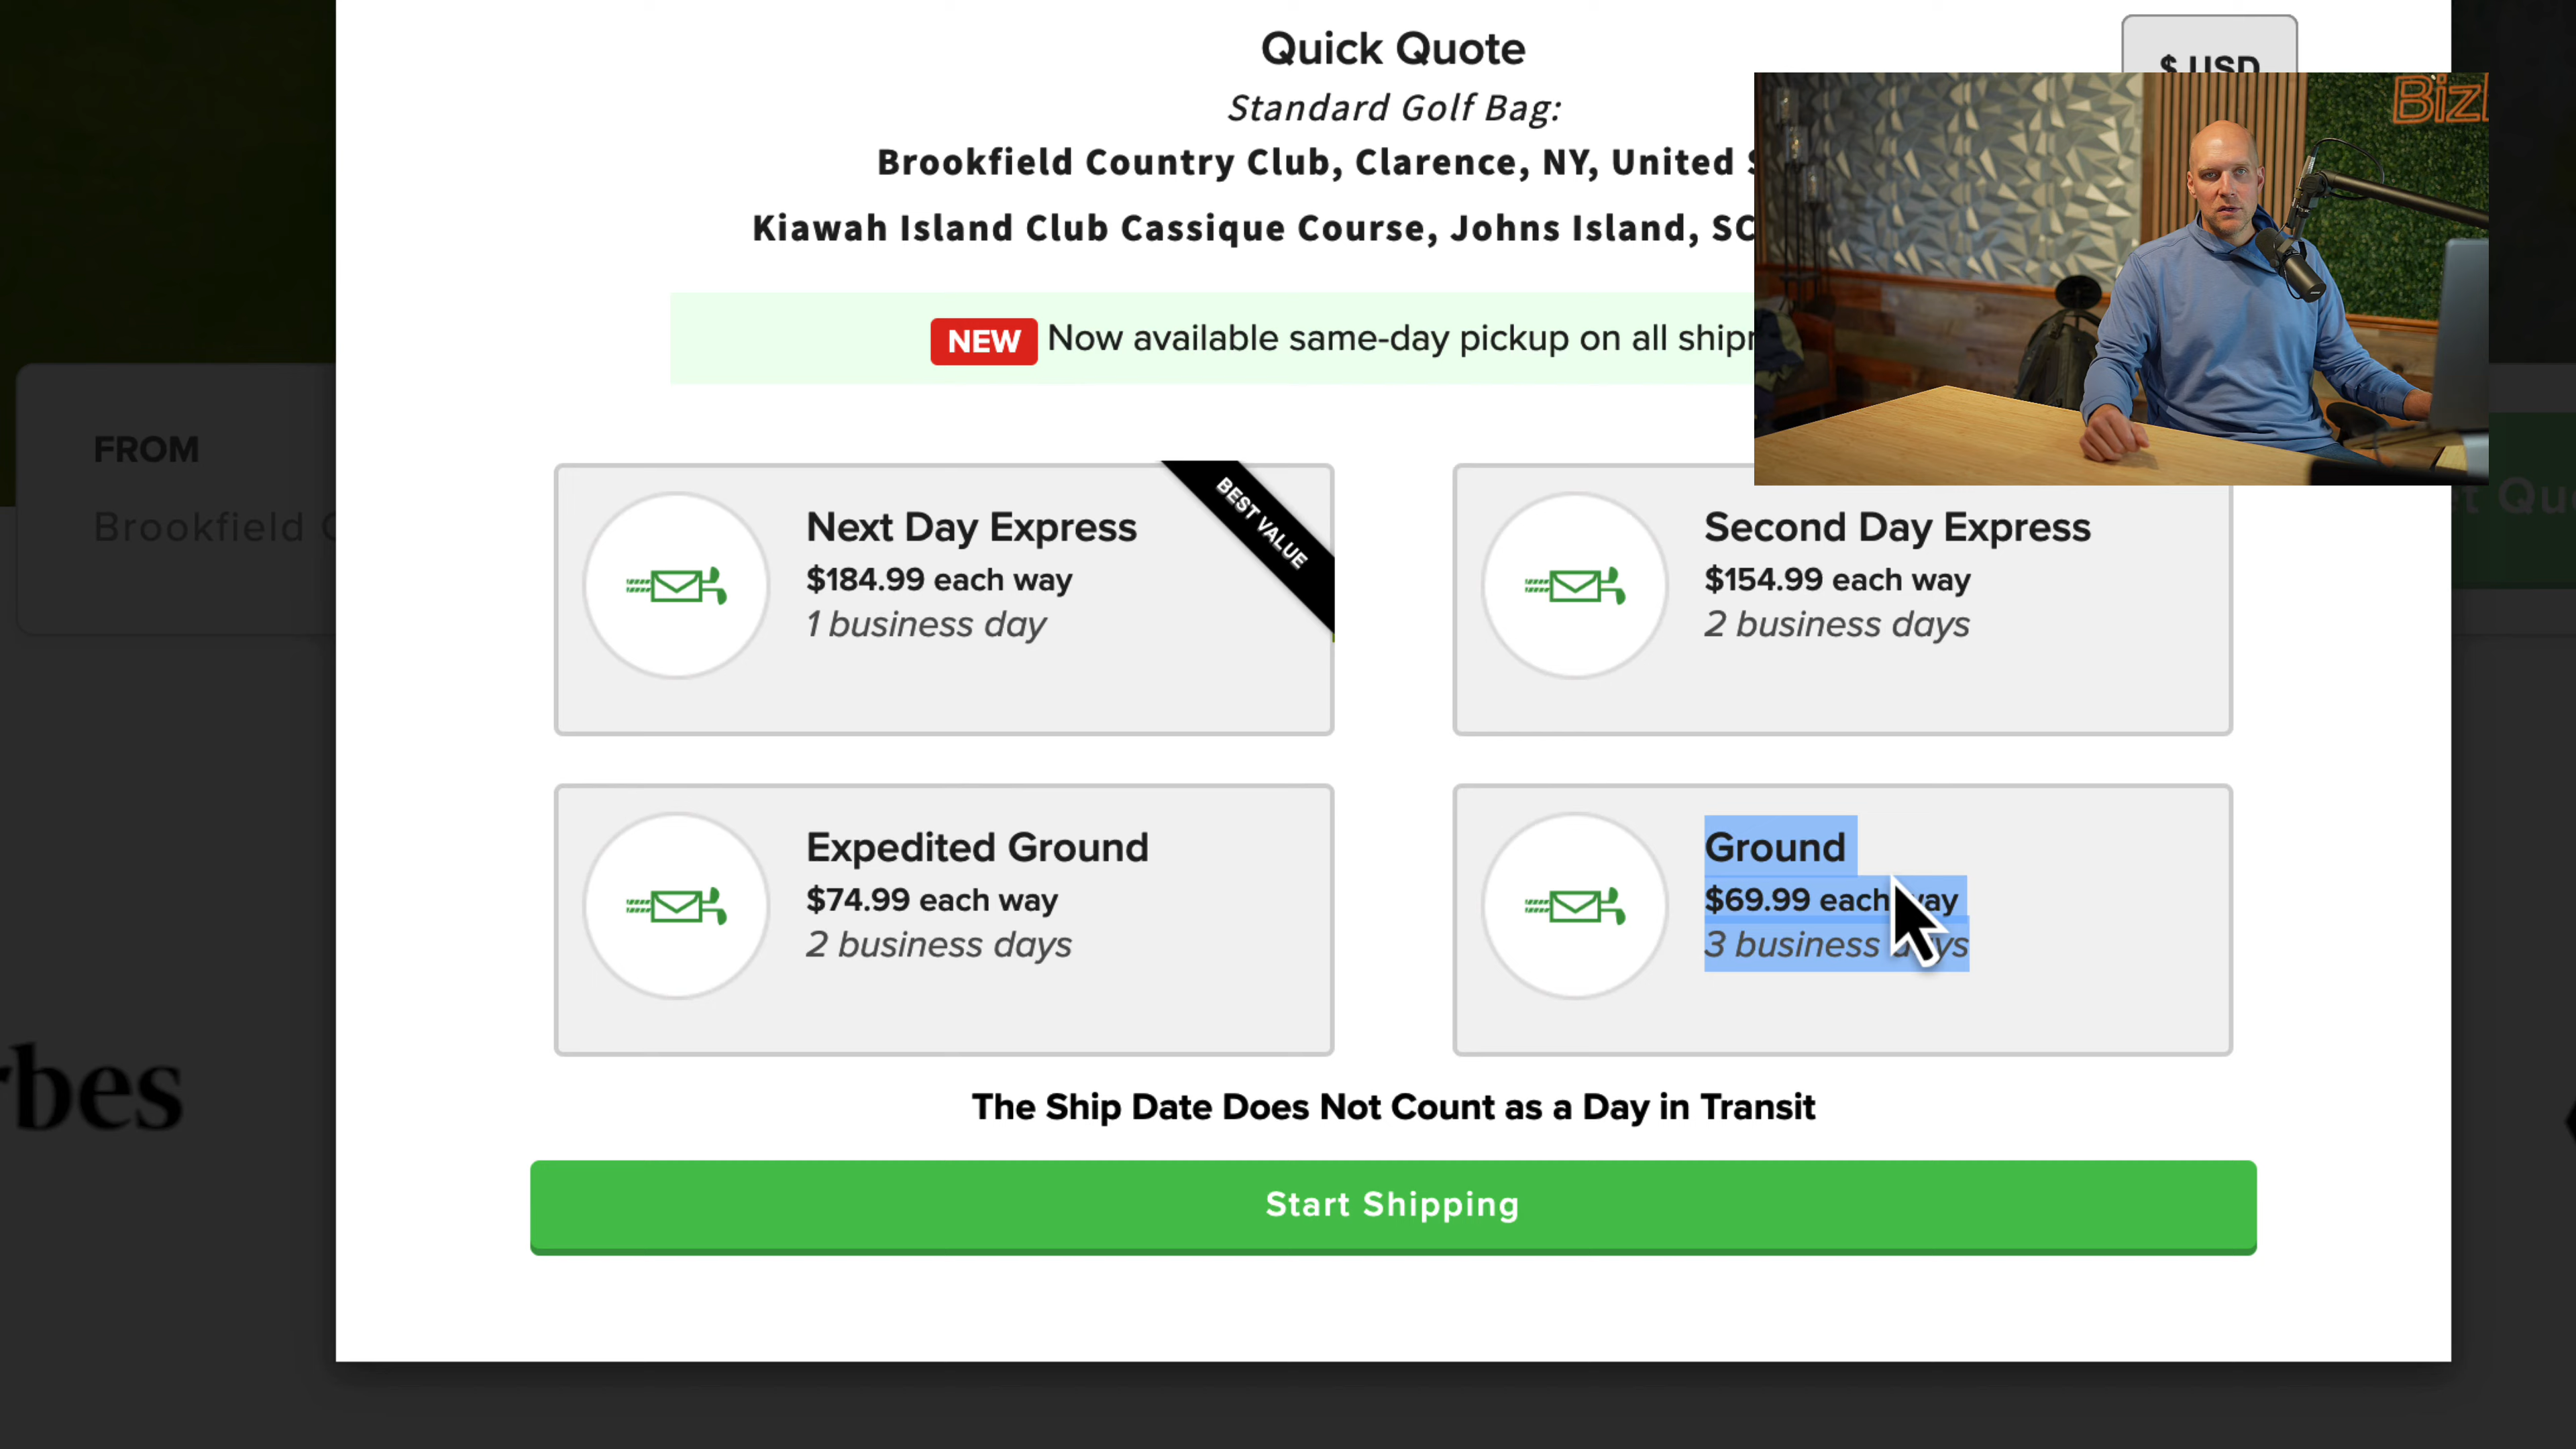 Quick Quote
$ USD
Standard Golf Bag:
Brookfield Country Club, Clarence, NY, United
Kiawah Island Club Cassique Course, Johns Island, SC
NEW Now available same-day pickup on all
FROM
Brookfield
BEST VALUE
Next Day Express
$184.99 each way
1 business day
Second Day Express
$154.99 each way
2 business days
Expedited Ground
$74.99 each way
2 business days
Ground
$69.99 each way
3 business days
The Ship Date Does Not Count as a Day in Transit
Start Shipping